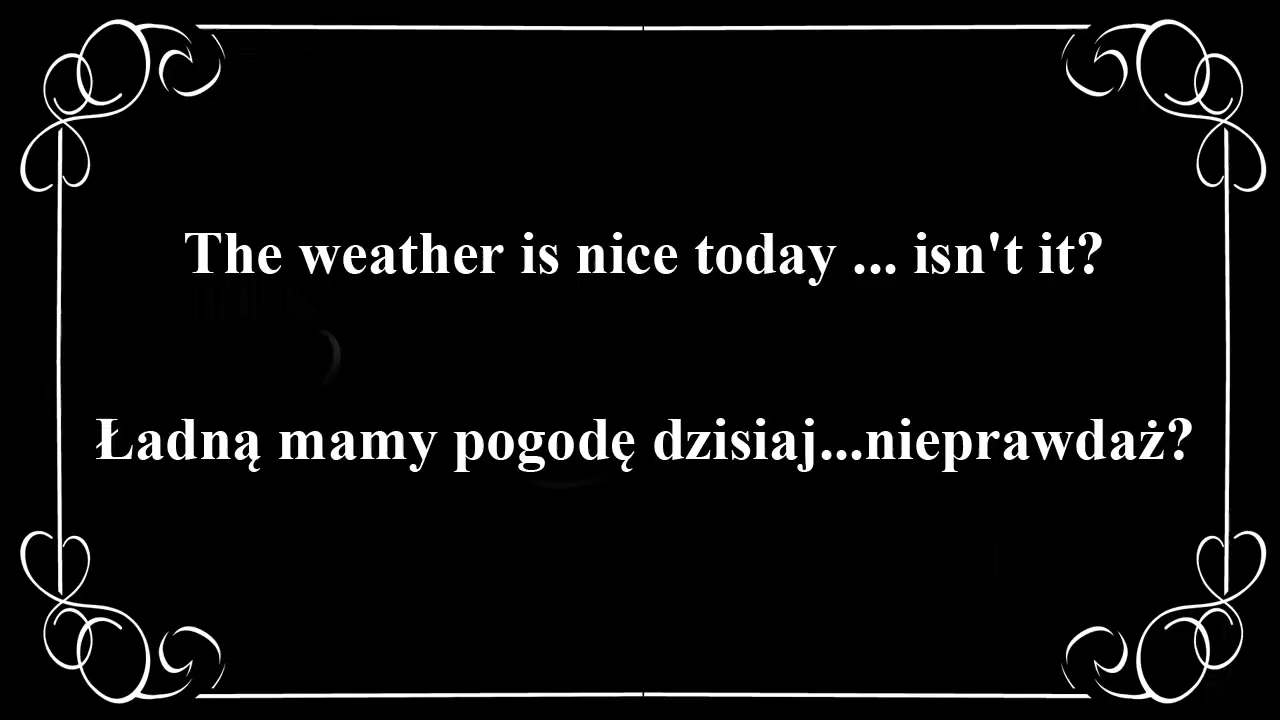 The weather is nice today ... isn't it?
Ładną mamy pogodę dzisiaj...nieprawdaż?